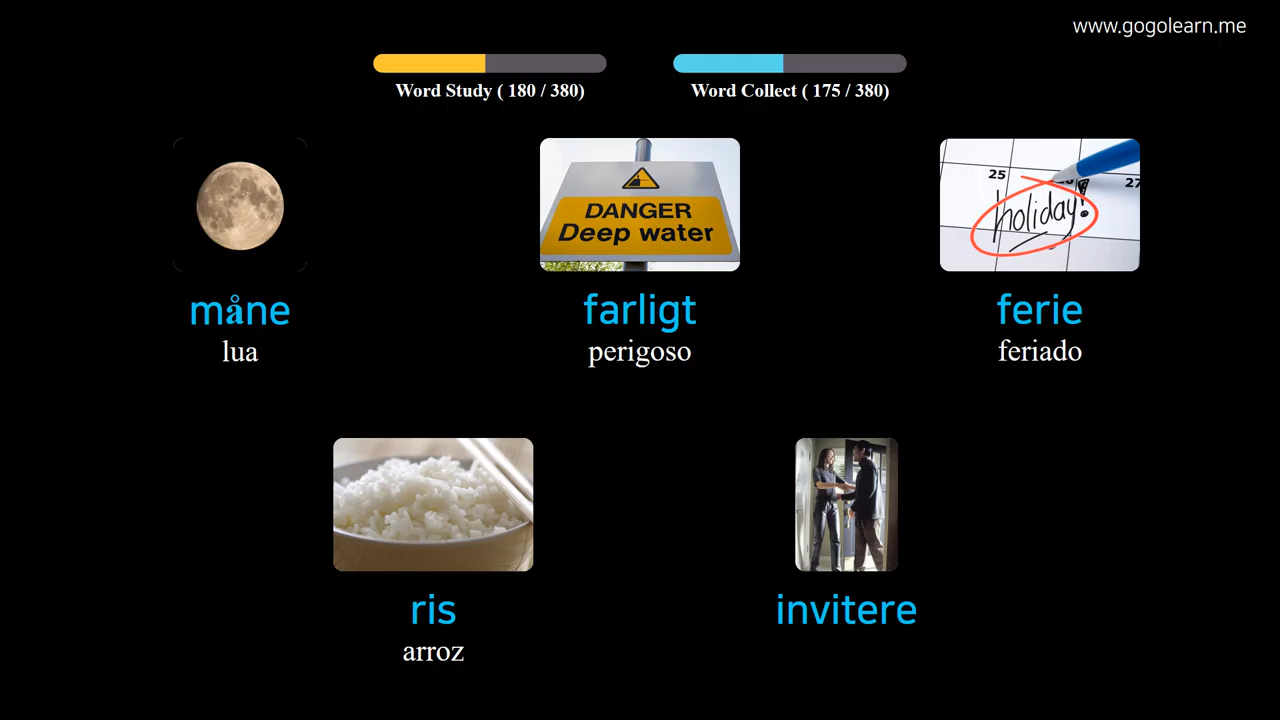 www.gogolearn.me
Word Study ( 180 / 380)
Word Collect ( 175 / 380)
DANGER
Deep water
25
27
holiday!
måne
farligt
ferie
lua
perigoso
feriado
ris
invitere
arroz